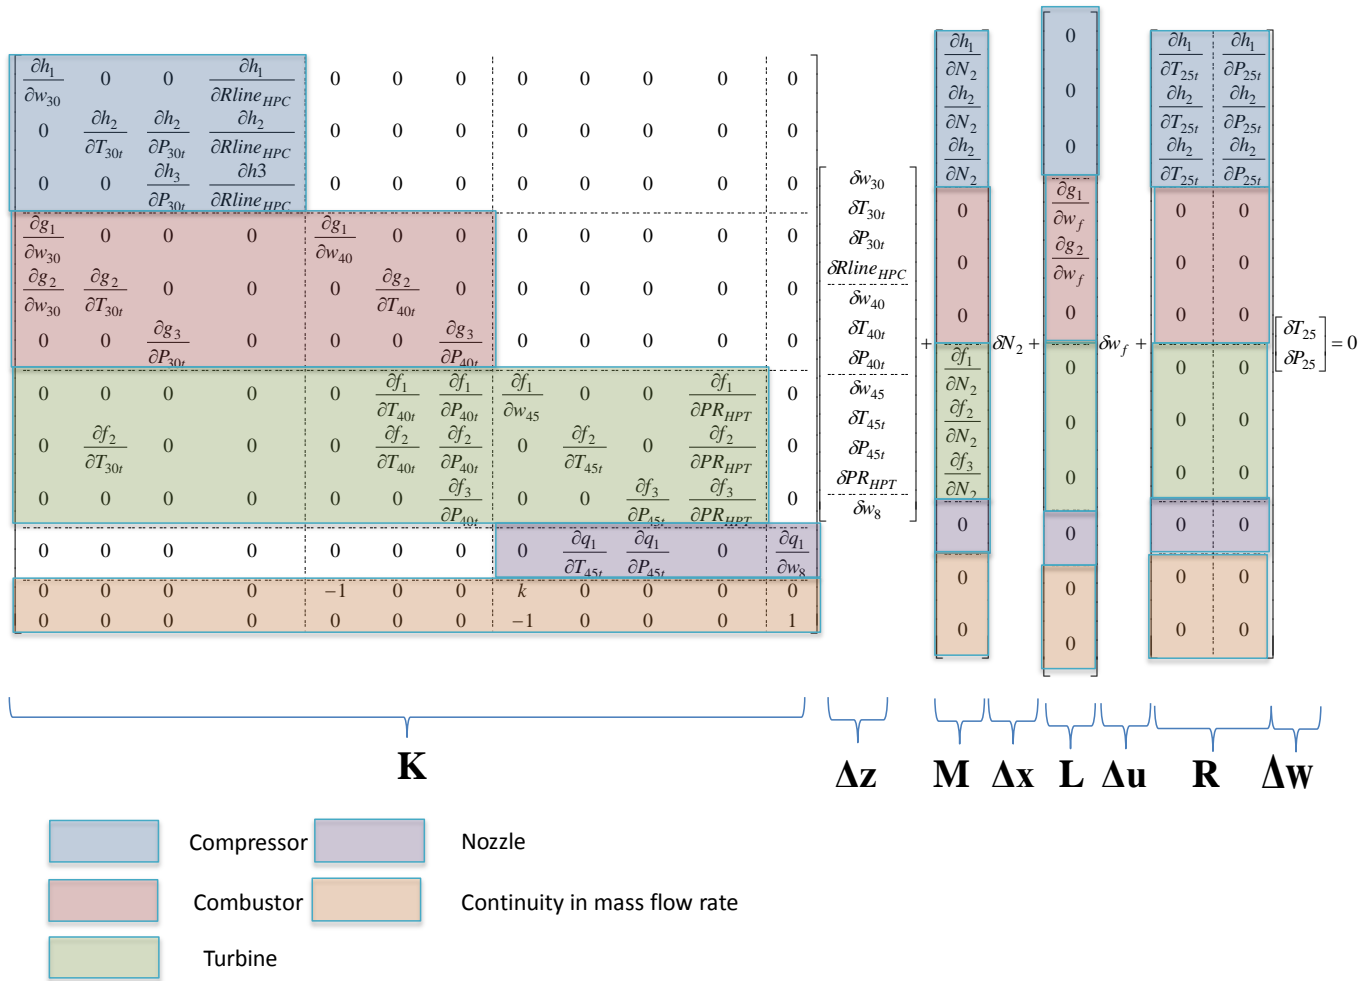 ∂h₁/∂w₃₀ 0 0 ∂h₁/∂Rline_HPC 0 0 0 0 0 0 0 0
0 ∂h₂/∂T₃₀ₜ ∂h₂/∂P₃₀ₜ ∂h₂/∂Rline_HPC 0 0 0 0 0 0 0 0
0 0 ∂h₃/∂P₃₀ₜ ∂h3/∂Rline_HPC 0 0 0 0 0 0 0 0
∂g₁/∂w₃₀ 0 0 0 ∂g₁/∂w₄₀ 0 0 0 0 0 0 0
∂g₂/∂w₃₀ ∂g₂/∂T₃₀ₜ 0 0 0 ∂g₂/∂T₄₀ₜ 0 0 0 0 0 0
0 0 ∂g₃/∂P₃₀ₜ 0 0 0 ∂g₃/∂P₄₀ₜ 0 0 0 0 0
0 0 0 0 0 ∂f₁/∂T₄₀ₜ ∂f₁/∂P₄₀ₜ ∂f₁/∂w₄₅ 0 0 ∂f₁/∂PR_HPT 0
0 ∂f₂/∂T₃₀ₜ 0 0 0 ∂f₂/∂T₄₀ₜ ∂f₂/∂P₄₀ₜ 0 ∂f₂/∂T₄₅ₜ 0 ∂f₂/∂PR_HPT 0
0 0 0 0 0 0 ∂f₃/∂P₄₀ₜ 0 0 ∂f₃/∂P₄₅ₜ ∂f₃/∂PR_HPT 0
0 0 0 0 0 0 0 0 ∂q₁/∂T₄₅ₜ ∂q₁/∂P₄₅ₜ 0 ∂q₁/∂w₈
0 0 0 0 −1 0 0 k 0 0 0 0
0 0 0 0 0 0 0 −1 0 0 0 1
δw₃₀
δT₃₀ₜ
δP₃₀ₜ
δRline_HPC
δw₄₀
δT₄₀ₜ
δP₄₀ₜ
δw₄₅
δT₄₅ₜ
δP₄₅ₜ
δPR_HPT
δw₈
+
∂h₁/∂N₂
∂h₂/∂N₂
∂h₂/∂N₂
0
0
0
∂f₁/∂N₂
∂f₂/∂N₂
∂f₃/∂N₂
0
0
0
δN₂ +
0
0
0
∂g₁/∂w_f
∂g₂/∂w_f
0
0
0
0
0
0
0
δw_f +
∂h₁/∂T₂₅ₜ ∂h₁/∂P₂₅ₜ
∂h₂/∂T₂₅ₜ ∂h₂/∂P₂₅ₜ
∂h₂/∂T₂₅ₜ ∂h₂/∂P₂₅ₜ
0 0
0 0
0 0
0 0
0 0
0 0
0 0
0 0
0 0
δT₂₅
δP₂₅
= 0
K Δz M Δx L Δu R Δw
Compressor Nozzle
Combustor Continuity in mass flow rate
Turbine